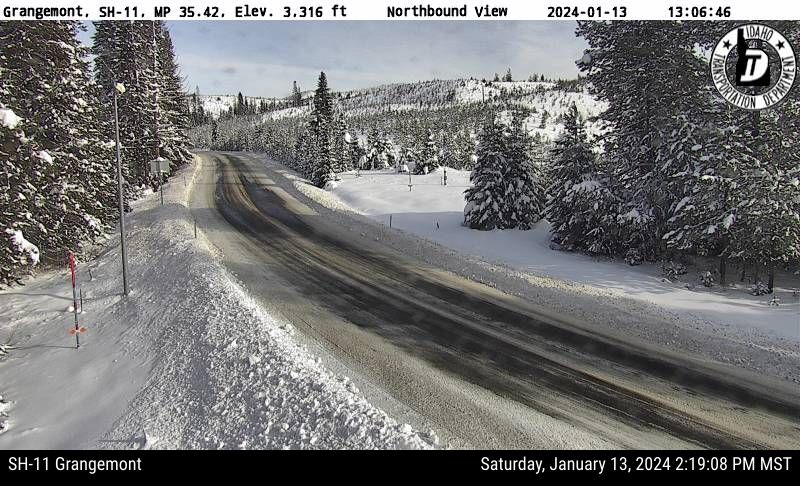 Grangemont, SH-11, MP 35.42, Elev. 3,316 ft Northbound View 2024-01-13 13:06:46
IDAHO
TRANSPORTATION DEPARTMENT
SH-11 Grangemont Saturday, January 13, 2024 2:19:08 PM MST